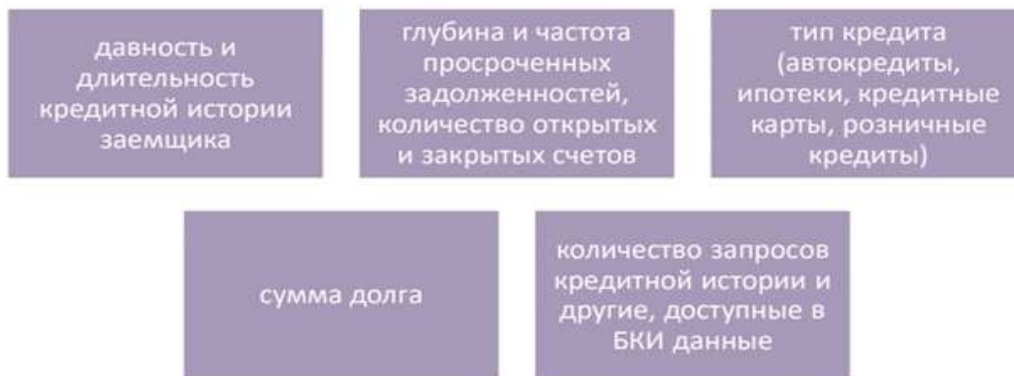 давность и
длительность
кредитной истории
заемщика
глубина и частота
просроченных
задолженностей,
количество открытых
и закрытых счетов
тип кредита
(автокредиты,
ипотеки, кредитные
карты, розничные
кредиты)
сумма долга
количество запросов
кредитной истории и
другие, доступные в
БКИ данные